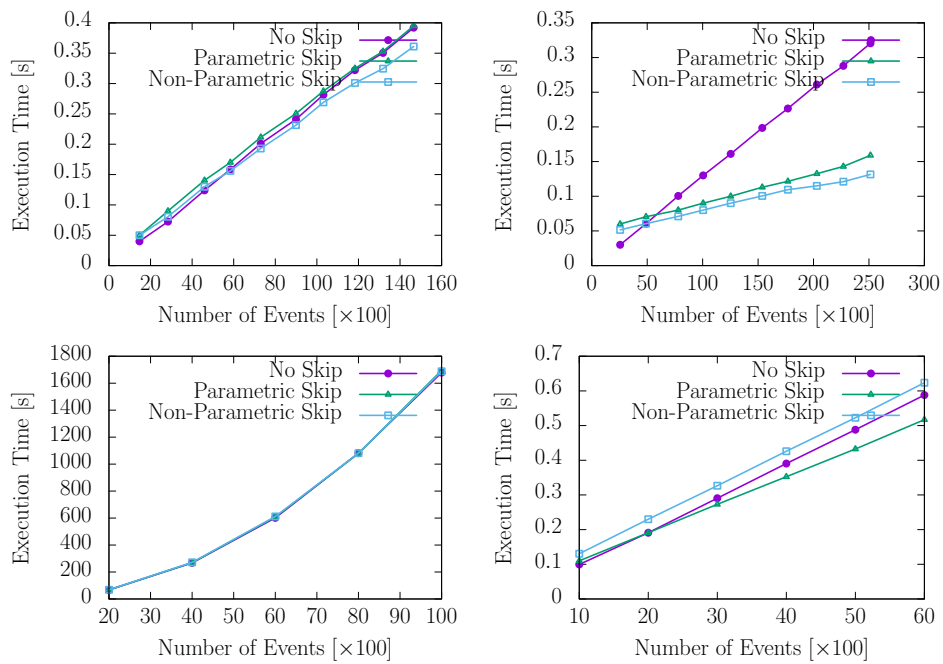 0.4
0.35
0.3
0.25
0.2
0.15
0.1
0.05
0
Execution Time [s]
No Skip
Parametric Skip
Non-Parametric Skip
0 20 40 60 80 100 120 140 160
Number of Events [×100]
0.35
0.3
0.25
0.2
0.15
0.1
0.05
0
Execution Time [s]
No Skip
Parametric Skip
Non-Parametric Skip
0 50 100 150 200 250 300
Number of Events [×100]
1800
1600
1400
1200
1000
800
600
400
200
0
Execution Time [s]
No Skip
Parametric Skip
Non-Parametric Skip
20 30 40 50 60 70 80 90 100
Number of Events [×100]
0.7
0.6
0.5
0.4
0.3
0.2
0.1
0
Execution Time [s]
No Skip
Parametric Skip
Non-Parametric Skip
10 20 30 40 50 60
Number of Events [×100]